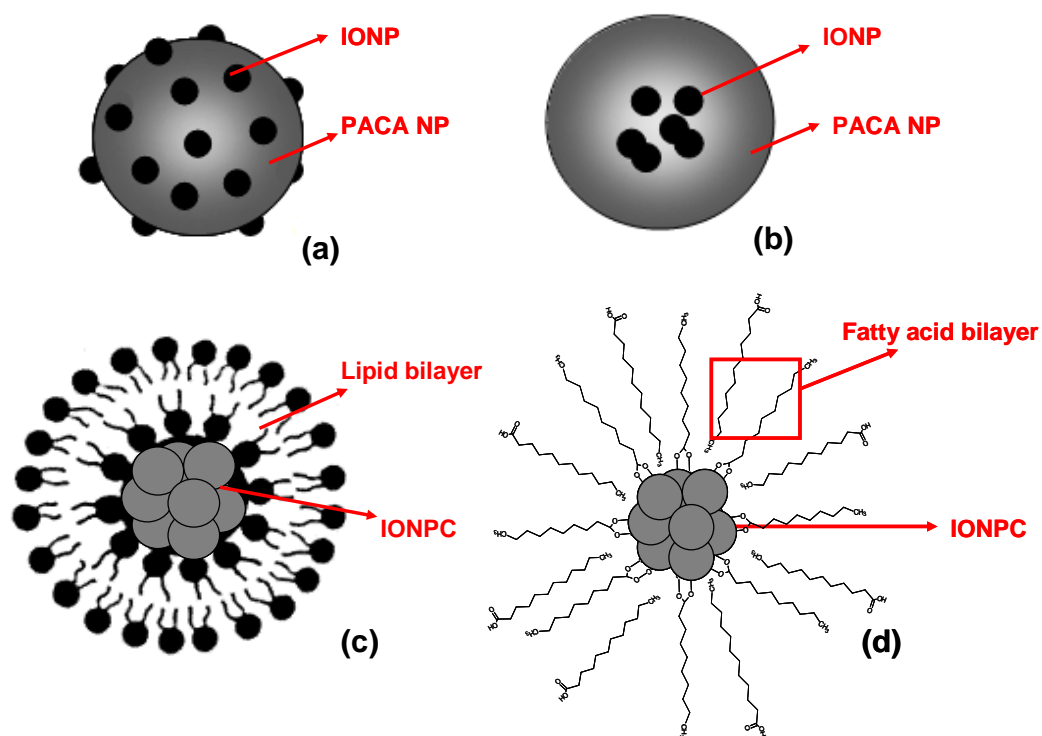 IONP
PACA NP
(a)
IONP
PACA NP
(b)
Lipid bilayer
IONPC
(c)
Fatty acid bilayer
IONPC
(d)